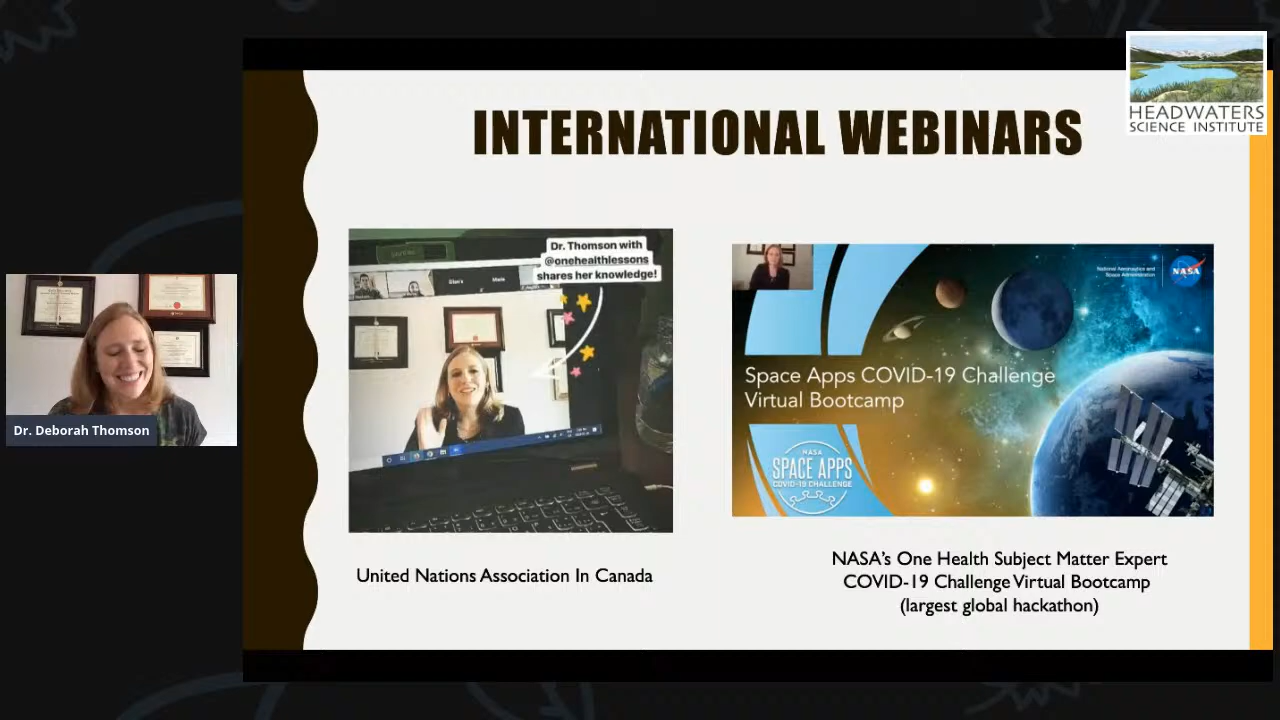 HEADWATERS
SCIENCE INSTITUTE
INTERNATIONAL WEBINARS
Dr. Thomson with
@onehealthlessons
shares her knowledge!
National Aeronautics and
Space Administration
NASA
Space Apps COVID-19 Challenge
Virtual Bootcamp
NASA
SPACE APPS
COVID-19 CHALLENGE
Dr. Deborah Thomson
United Nations Association In Canada
NASA's One Health Subject Matter Expert
COVID-19 Challenge Virtual Bootcamp
(largest global hackathon)